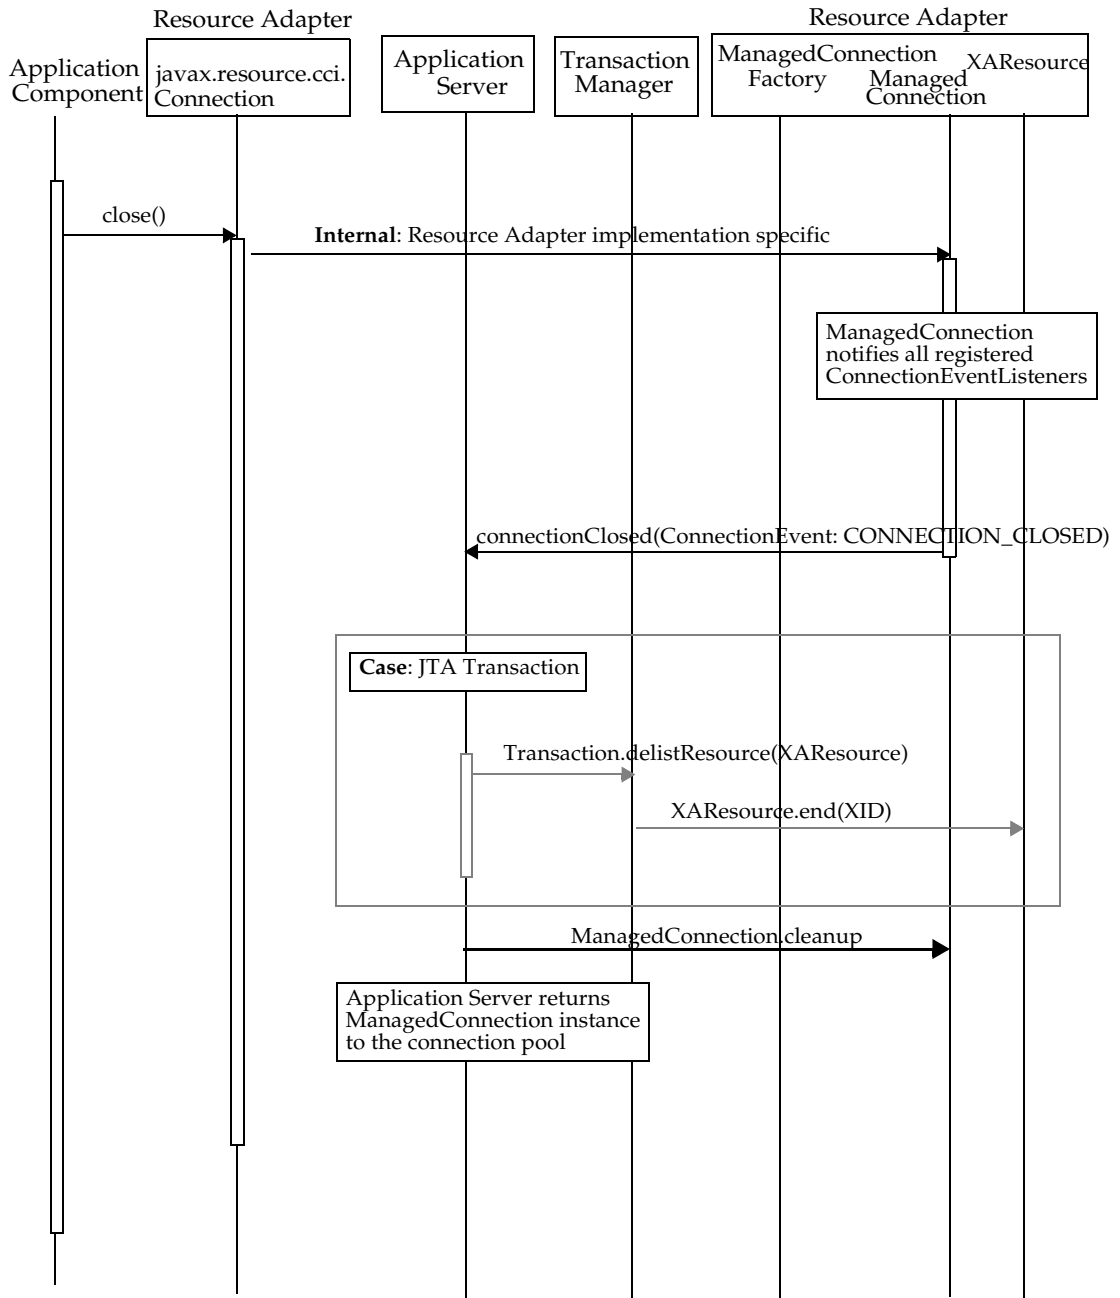 Resource Adapter
Resource Adapter
Application
Component
javax.resource.cci.
Connection
Application
Server
Transaction
Manager
ManagedConnection
Factory
Managed
Connection
XAResource
close()
Internal: Resource Adapter implementation specific
ManagedConnection
notifies all registered
ConnectionEventListeners
connectionClosed(ConnectionEvent: CONNECTION_CLOSED)
Case: JTA Transaction
Transaction.delistResource(XAResource)
XAResource.end(XID)
ManagedConnection.cleanup
Application Server returns
ManagedConnection instance
to the connection pool